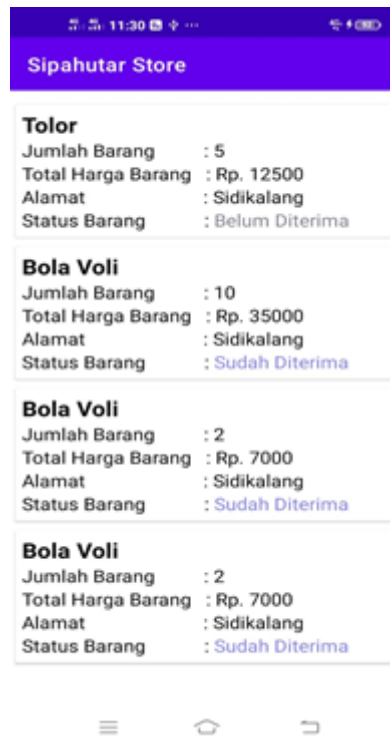 11:30
Sipahutar Store
Tolor
Jumlah Barang : 5
Total Harga Barang : Rp. 12500
Alamat : Sidikalang
Status Barang : Belum Diterima
Bola Voli
Jumlah Barang : 10
Total Harga Barang : Rp. 35000
Alamat : Sidikalang
Status Barang : Sudah Diterima
Bola Voli
Jumlah Barang : 2
Total Harga Barang : Rp. 7000
Alamat : Sidikalang
Status Barang : Sudah Diterima
Bola Voli
Jumlah Barang : 2
Total Harga Barang : Rp. 7000
Alamat : Sidikalang
Status Barang : Sudah Diterima